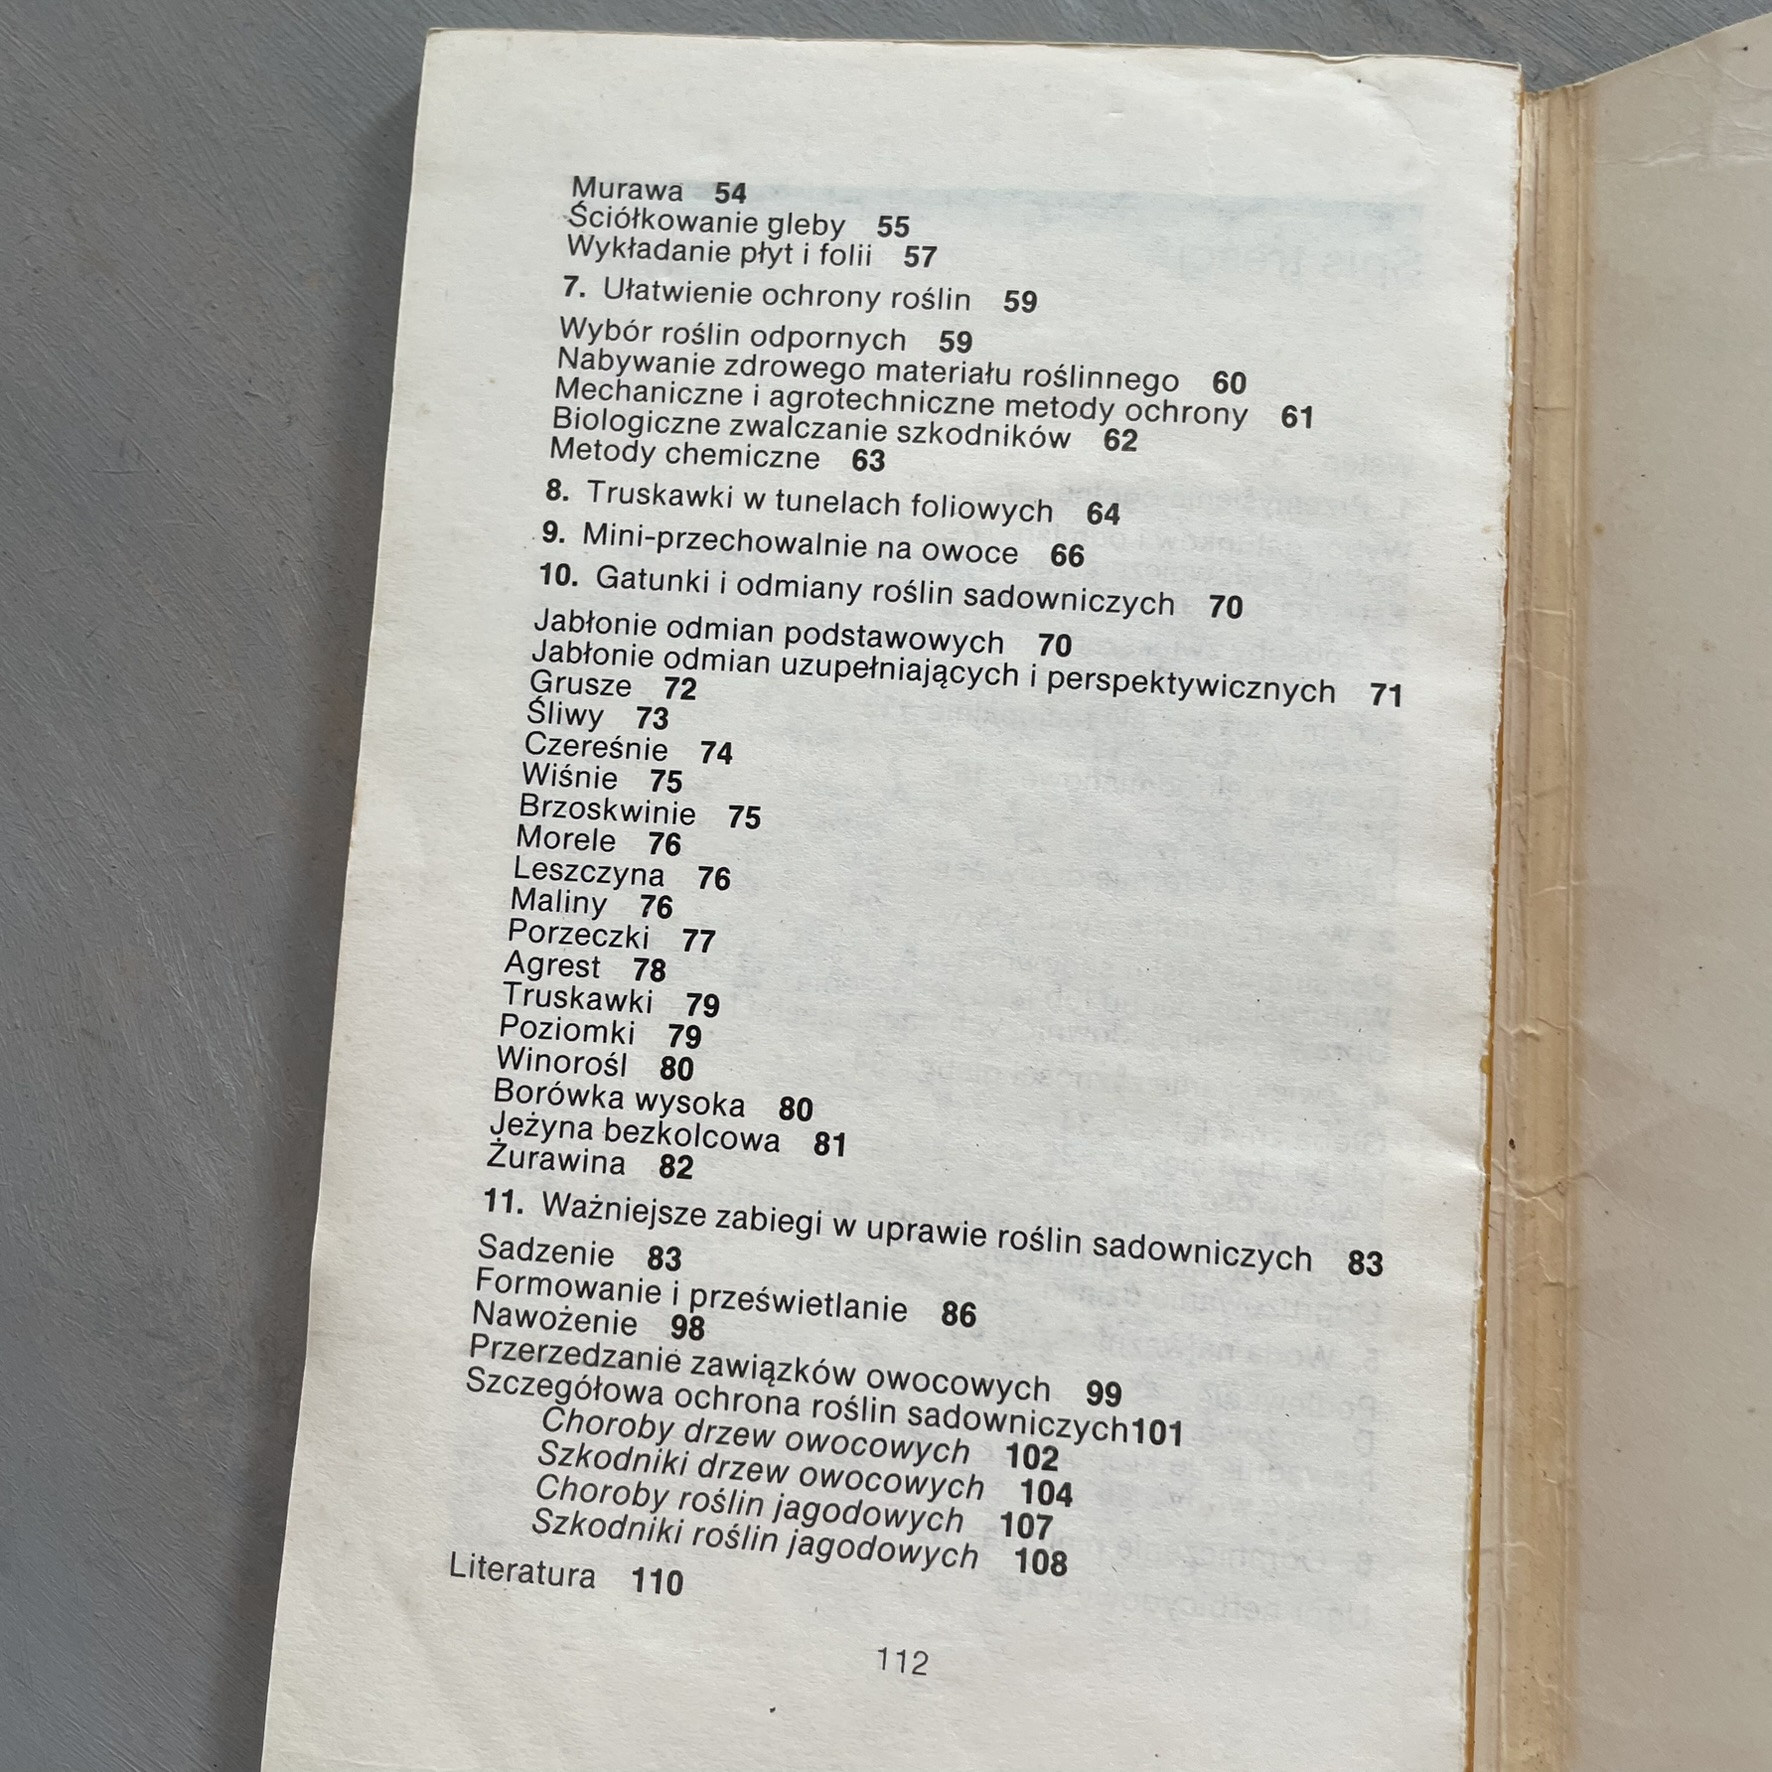 Murawa 54
Ściółkowanie gleby 55
Wykładanie płyt i folii 57
7. Ułatwienie ochrony roślin 59
Wybór roślin odpornych 59
Nabywanie zdrowego materiału roślinnego 60
Mechaniczne i agrotechniczne metody ochrony 61
Biologiczne zwalczanie szkodników 62
Metody chemiczne 63
8. Truskawki w tunelach foliowych 64
9. Mini-przechowalnie na owoce 66
10. Gatunki i odmiany roślin sadowniczych 70
Jabłonie odmian podstawowych 70
Jabłonie odmian uzupełniających i perspektywicznych 71
Grusze 72
Śliwy 73
Czereśnie 74
Wiśnie 75
Brzoskwinie 75
Morele 76
Leszczyna 76
Maliny 76
Porzeczki 77
Agrest 78
Truskawki 79
Poziomki 79
Winorośl 80
Borówka wysoka 80
Jeżyna bezkolcowa 81
Żurawina 82
11. Ważniejsze zabiegi w uprawie roślin sadowniczych 83
Sadzenie 83
Formowanie i prześwietlanie 86
Nawożenie 98
Przerzedzanie zawiązków owocowych 99
Szczegółowa ochrona roślin sadowniczych101
Choroby drzew owocowych 102
Szkodniki drzew owocowych 104
Choroby roślin jagodowych 107
Szkodniki roślin jagodowych 108
Literatura 110
112